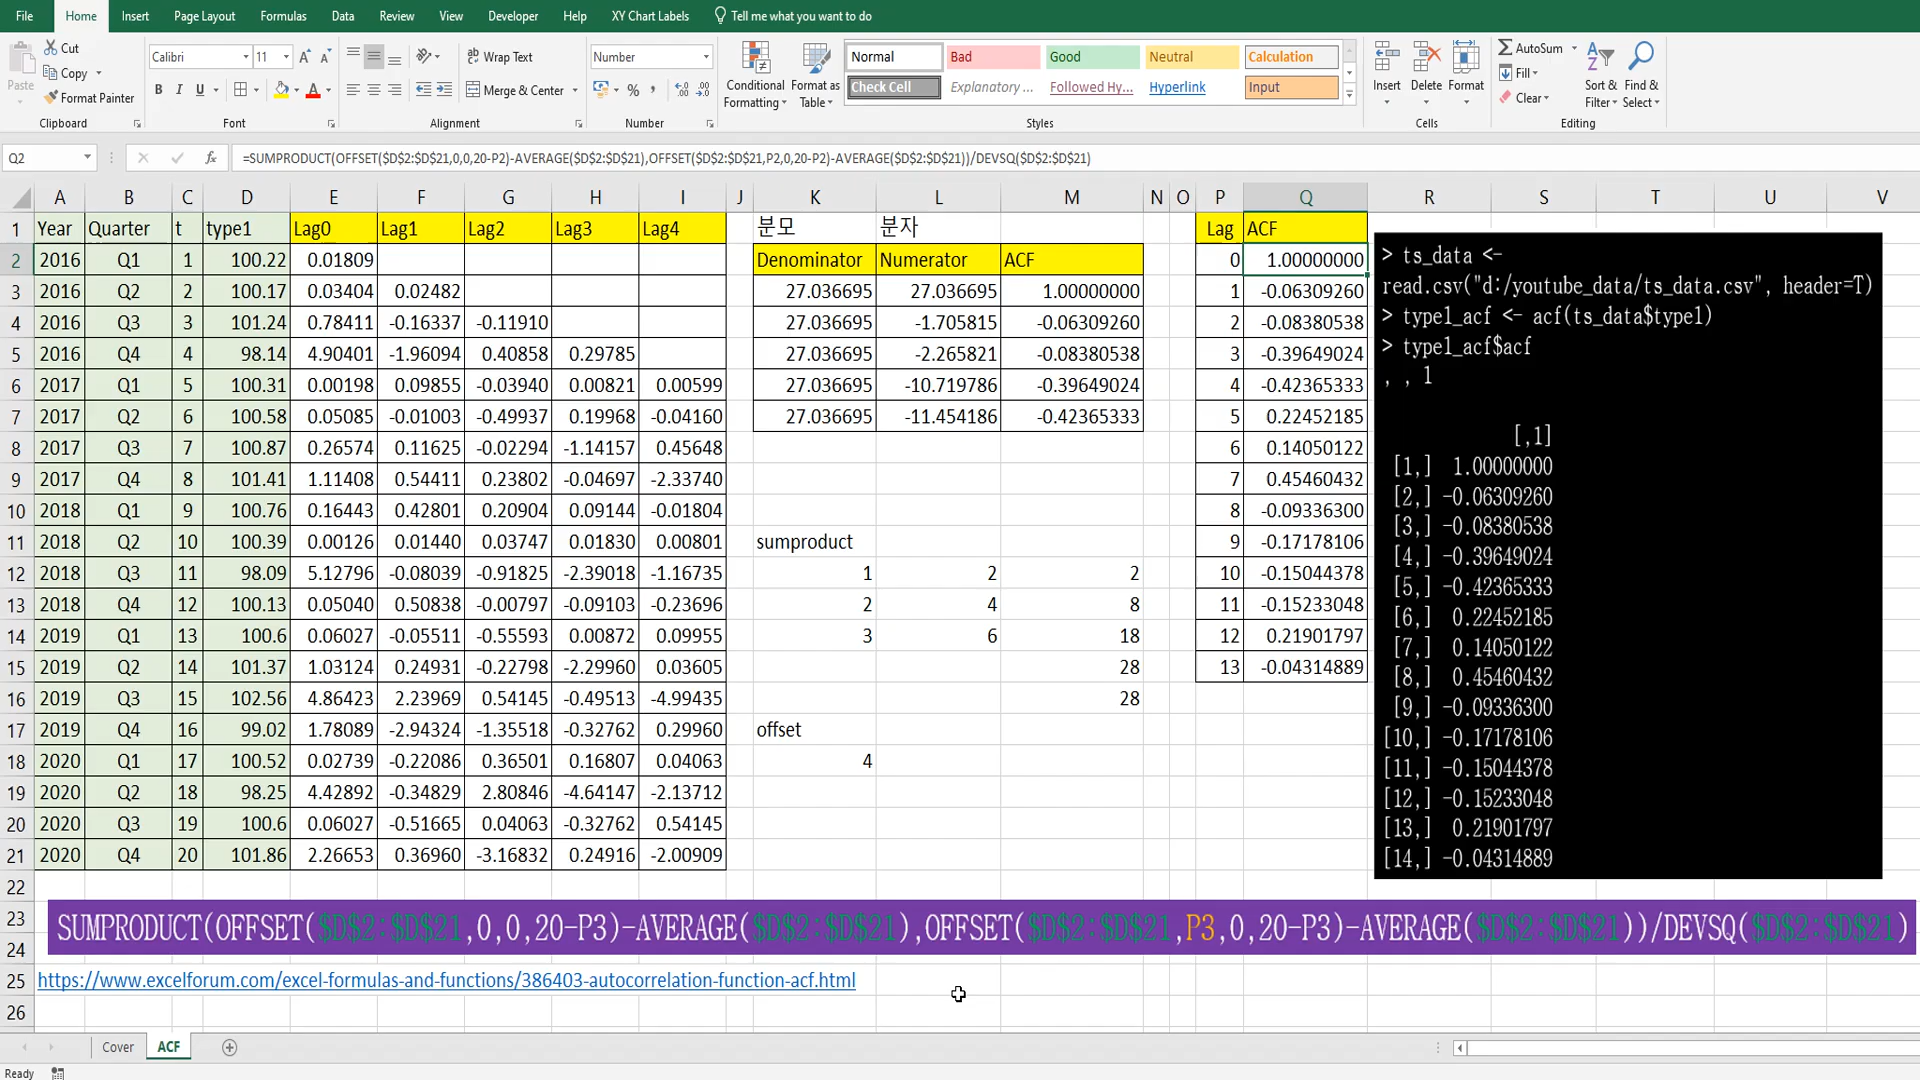 File Home Insert Page Layout Formulas Data Review View Developer Help XY Chart Labels Tell me what you want to do
Paste Cut Copy Format Painter Clipboard
Calibri 11 A A B I U A Font
Wrap Text Merge & Center Alignment
Number % , Number
Conditional Formatting Format as Table
Normal Bad Good Neutral Calculation
Check Cell Explanatory ... Followed Hy... Hyperlink Input
Styles
Insert Delete Format Cells
AutoSum Fill Clear Sort & Filter Find & Select Editing
Q2 fx =SUMPRODUCT(OFFSET($D$2:$D$21,0,0,20-P2)-AVERAGE($D$2:$D$21),OFFSET($D$2:$D$21,P2,0,20-P2)-AVERAGE($D$2:$D$21))/DEVSQ($D$2:$D$21)
A B C D E F G H I J K L M N O P Q R S T U V
1 Year Quarter t type1 Lag0 Lag1 Lag2 Lag3 Lag4 분모 분자 Lag ACF
2 2016 Q1 1 100.22 0.01809 Denominator Numerator ACF 0 1.00000000
3 2016 Q2 2 100.17 0.03404 0.02482 27.036695 27.036695 1.00000000 1 -0.06309260
4 2016 Q3 3 101.24 0.78411 -0.16337 -0.11910 27.036695 -1.705815 -0.06309260 2 -0.08380538
5 2016 Q4 4 98.14 4.90401 -1.96094 0.40858 0.29785 27.036695 -2.265821 -0.08380538 3 -0.39649024
6 2017 Q1 5 100.31 0.00198 0.09855 -0.03940 0.00821 0.00599 27.036695 -10.719786 -0.39649024 4 -0.42365333
7 2017 Q2 6 100.58 0.05085 -0.01003 -0.49937 0.19968 -0.04160 27.036695 -11.454186 -0.42365333 5 0.22452185
8 2017 Q3 7 100.87 0.26574 0.11625 -0.02294 -1.14157 0.45648 6 0.14050122
9 2017 Q4 8 101.41 1.11408 0.54411 0.23802 -0.04697 -2.33740 7 0.45460432
10 2018 Q1 9 100.76 0.16443 0.42801 0.20904 0.09144 -0.01804 8 -0.09336300
11 2018 Q2 10 100.39 0.00126 0.01440 0.03747 0.01830 0.00801 sumproduct 9 -0.17178106
12 2018 Q3 11 98.09 5.12796 -0.08039 -0.91825 -2.39018 -1.16735 1 2 2 10 -0.15044378
13 2018 Q4 12 100.13 0.05040 0.50838 -0.00797 -0.09103 -0.23696 2 4 8 11 -0.15233048
14 2019 Q1 13 100.6 0.06027 -0.05511 -0.55593 0.00872 0.09955 3 6 18 12 0.21901797
15 2019 Q2 14 101.37 1.03124 0.24931 -0.22798 -2.29960 0.03605 28 13 -0.04314889
16 2019 Q3 15 102.56 4.86423 2.23969 0.54145 -0.49513 -4.99435 28
17 2019 Q4 16 99.02 1.78089 -2.94324 -1.35518 -0.32762 0.29960 offset
18 2020 Q1 17 100.52 0.02739 -0.22086 0.36501 0.16807 0.04063 4
19 2020 Q2 18 98.25 4.42892 -0.34829 2.80846 -4.64147 -2.13712
20 2020 Q3 19 100.6 0.06027 -0.51665 0.04063 -0.32762 0.54145
21 2020 Q4 20 101.86 2.26653 0.36960 -3.16832 0.24916 -2.00909
> ts_data <-
read.csv("d:/youtube_data/ts_data.csv", header=T)
> type1_acf <- acf(ts_data$type1)
> type1_acf$acf
, , 1
[,1]
[1,] 1.00000000
[2,] -0.06309260
[3,] -0.08380538
[4,] -0.39649024
[5,] -0.42365333
[6,] 0.22452185
[7,] 0.14050122
[8,] 0.45460432
[9,] -0.09336300
[10,] -0.17178106
[11,] -0.15044378
[12,] -0.15233048
[13,] 0.21901797
[14,] -0.04314889
22
23
SUMPRODUCT(OFFSET($D$2:$D$21,0,0,20-P3)-AVERAGE($D$2:$D$21),OFFSET($D$2:$D$21,P3,0,20-P3)-AVERAGE($D$2:$D$21))/DEVSQ($D$2:$D$21)
24
25 https://www.excelforum.com/excel-formulas-and-functions/386403-autocorrelation-function-acf.html
26
Cover ACF
Ready